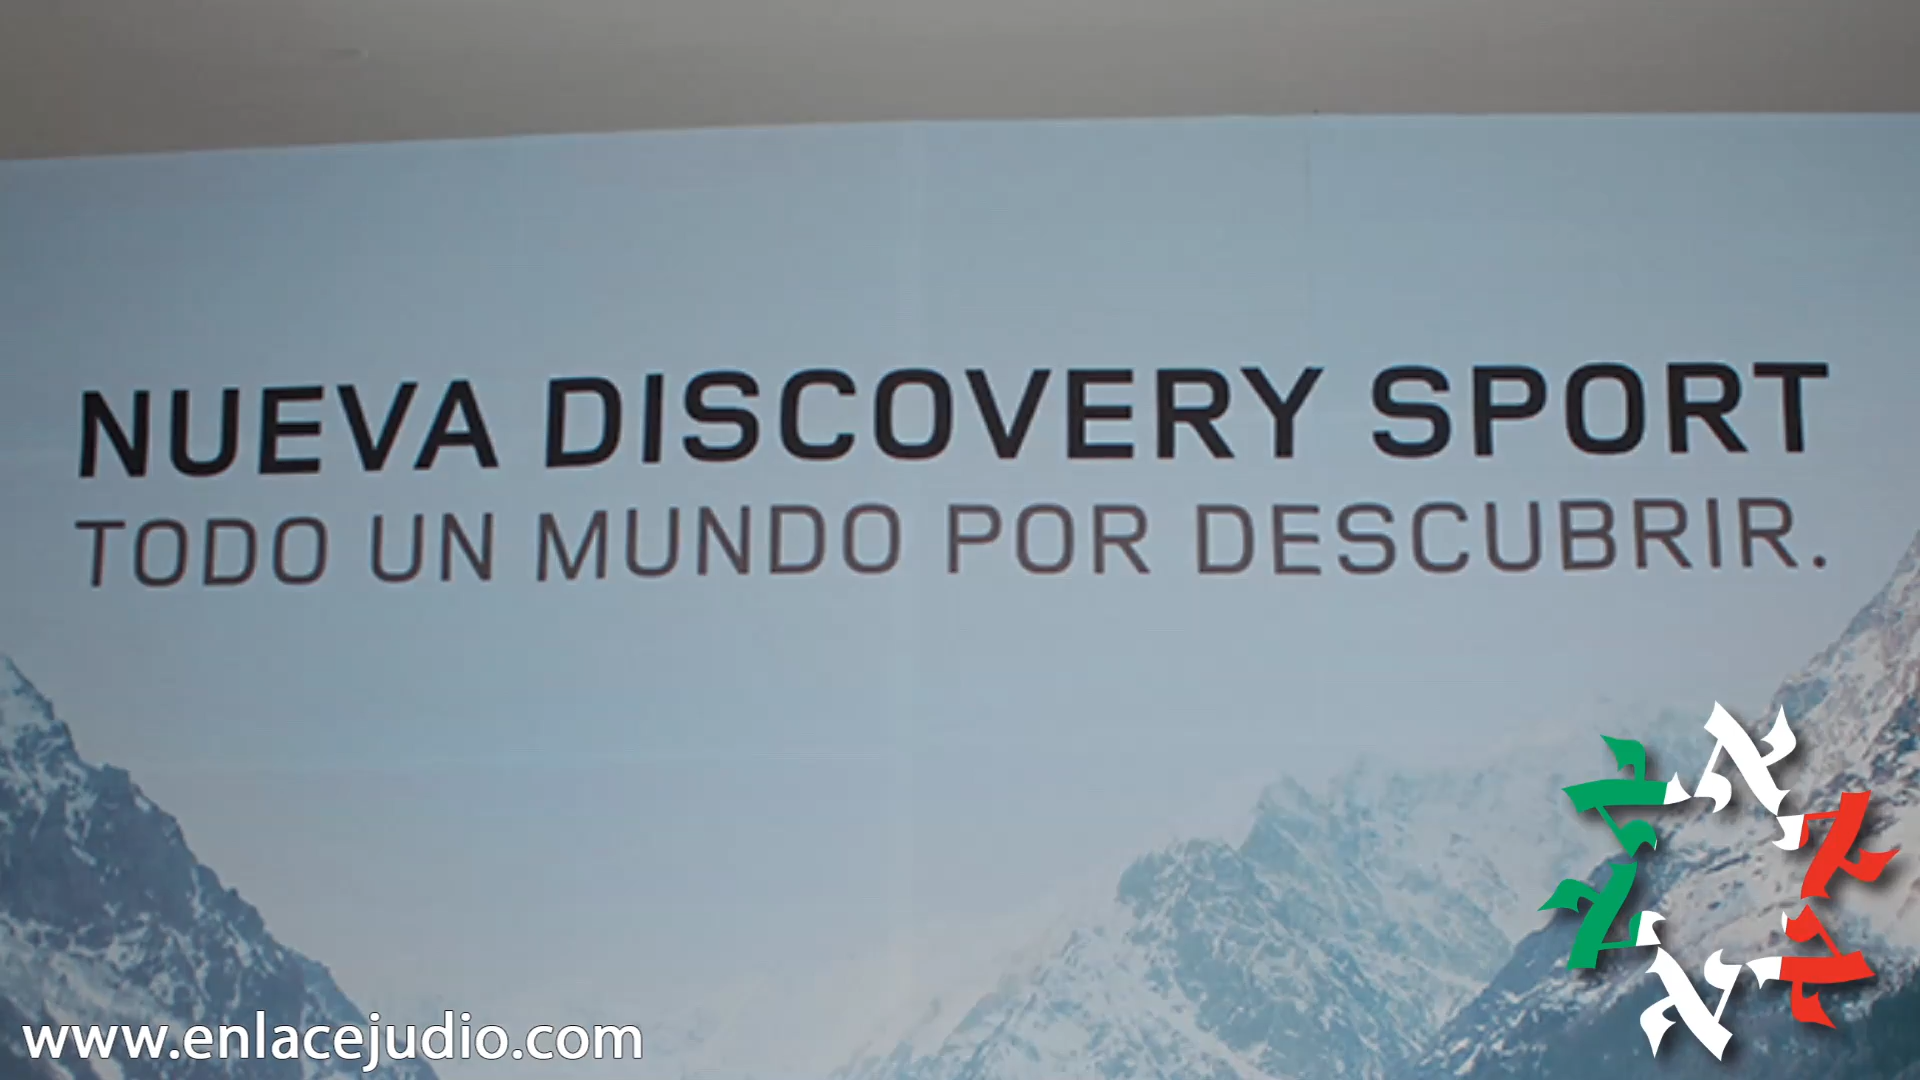 NUEVA DISCOVERY SPORT
TODO UN MUNDO POR DESCUBRIR.
www.enlacejudio.com